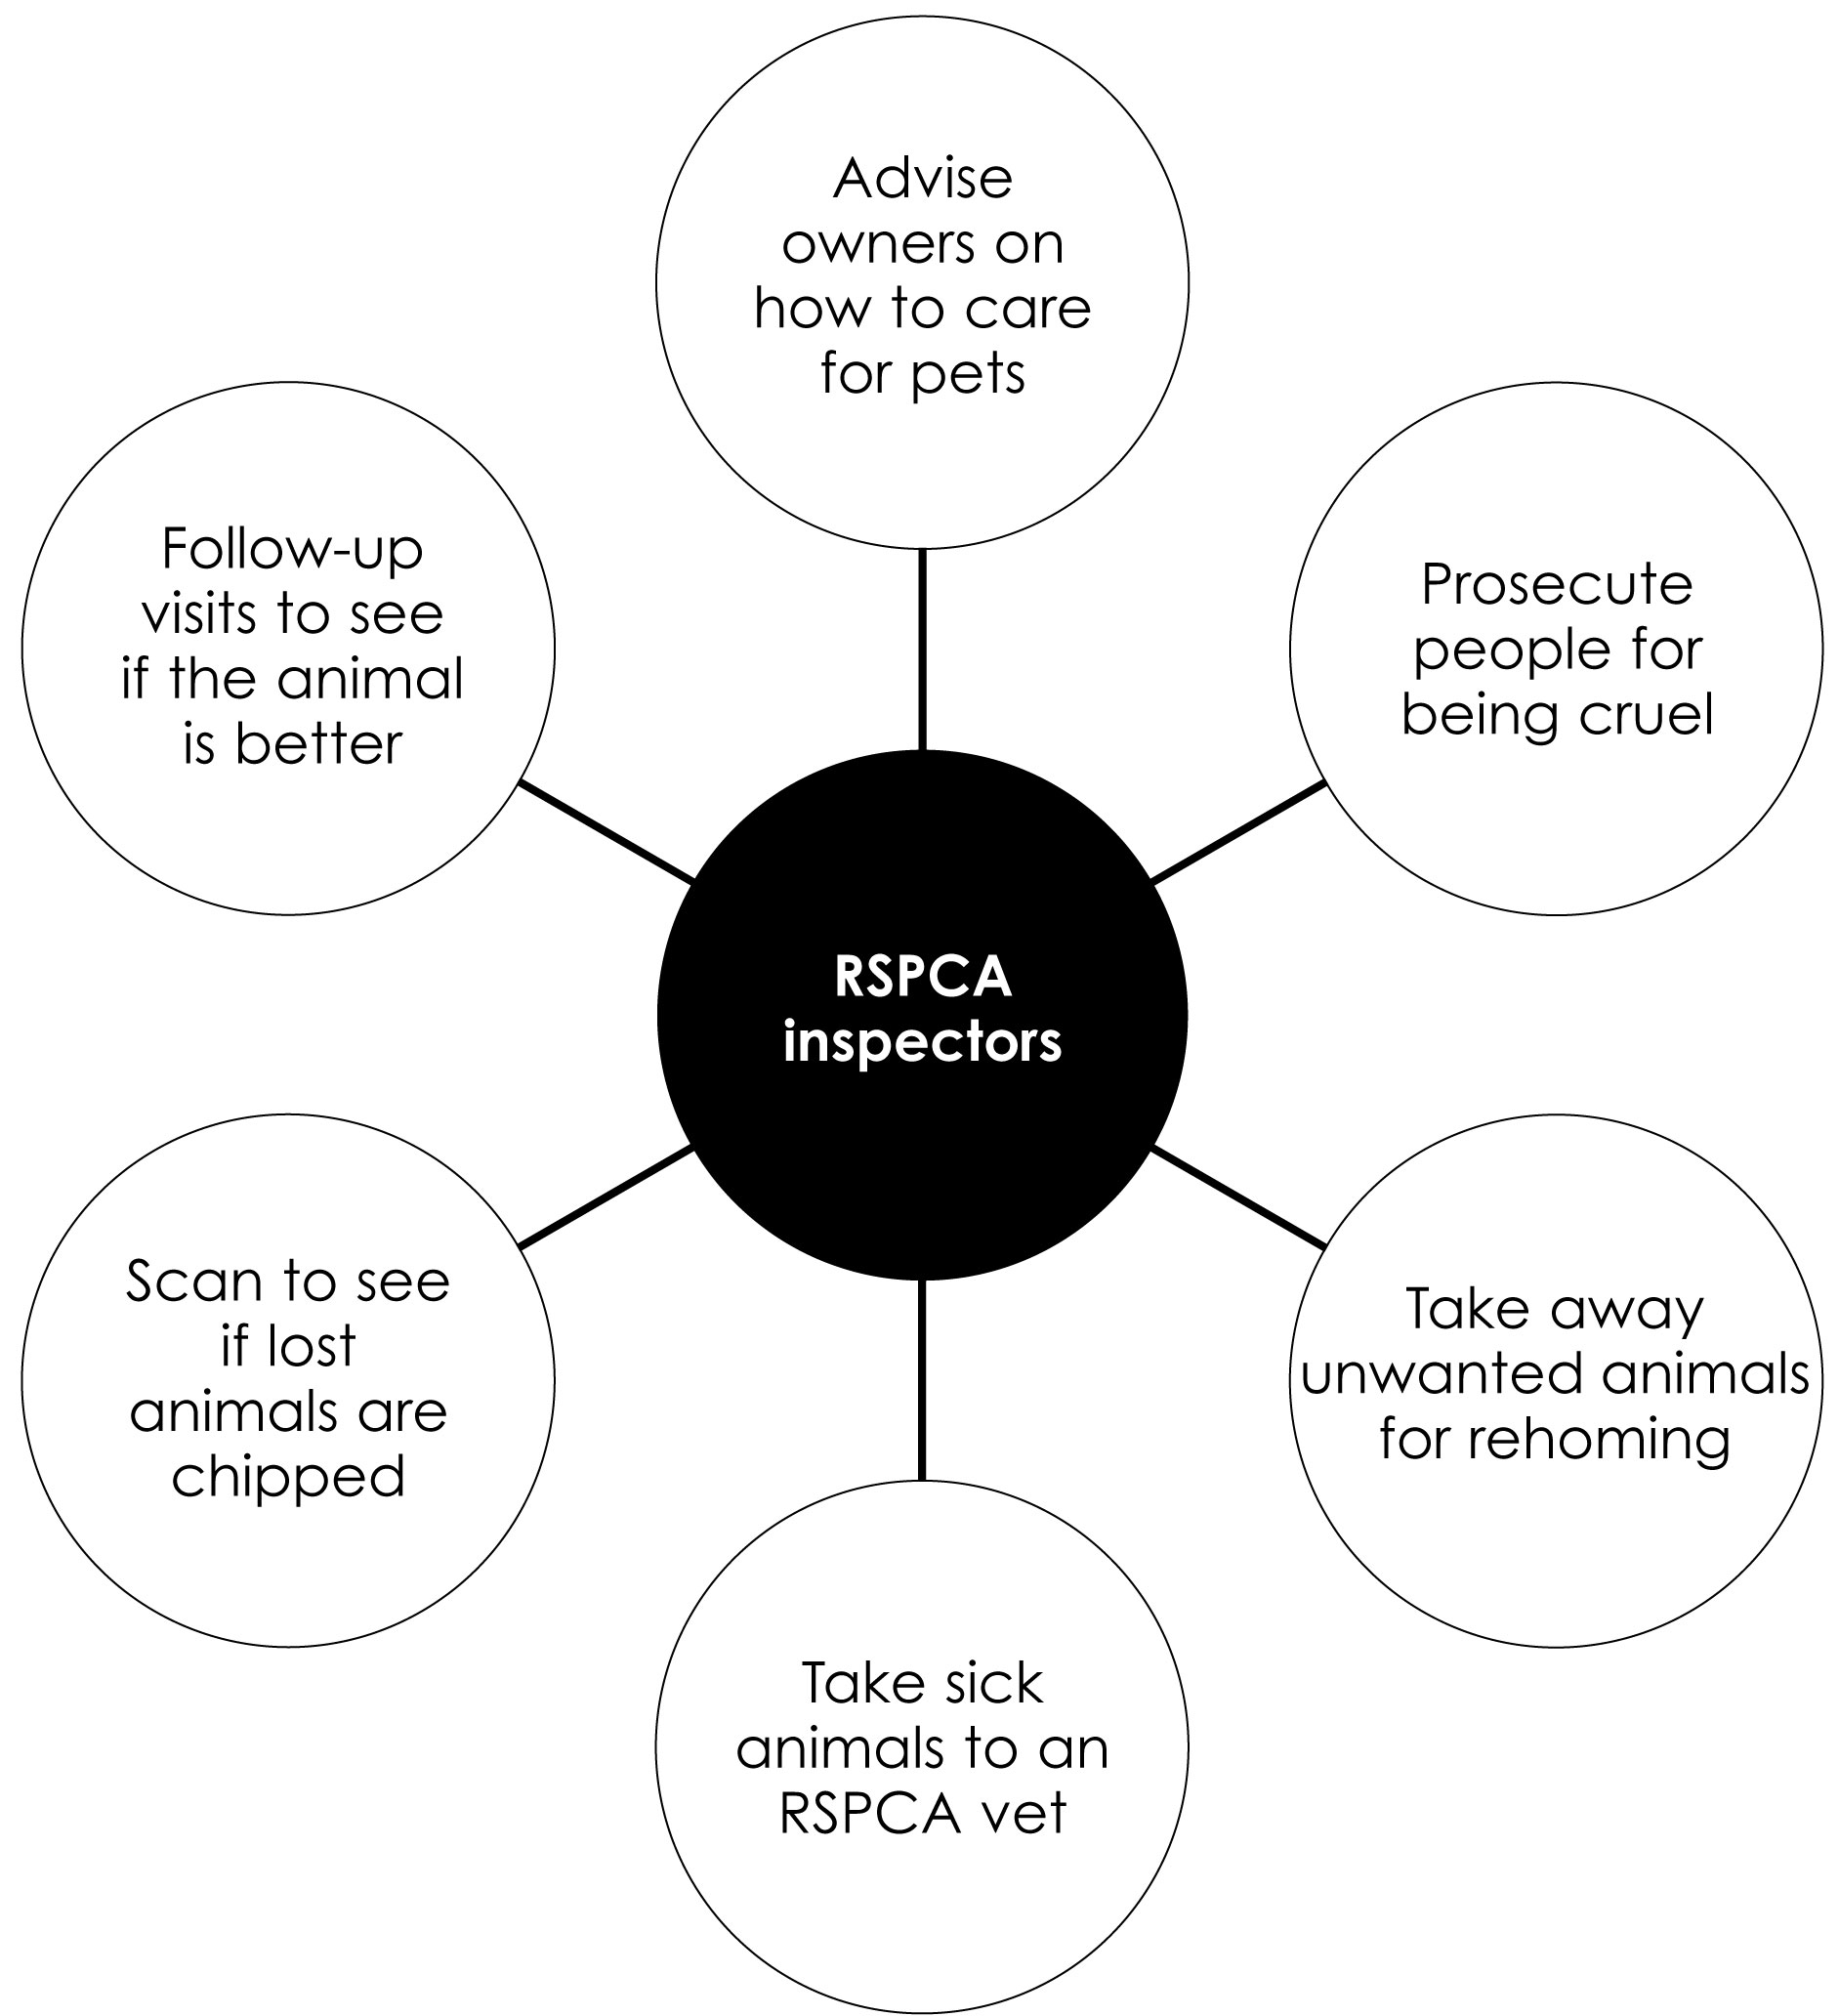 Advise
owners on
how to care
for pets
Follow-up
visits to see
if the animal
is better
Prosecute
people for
being cruel
RSPCA
inspectors
Scan to see
if lost
animals are
chipped
Take away
unwanted animals
for rehoming
Take sick
animals to an
RSPCA vet